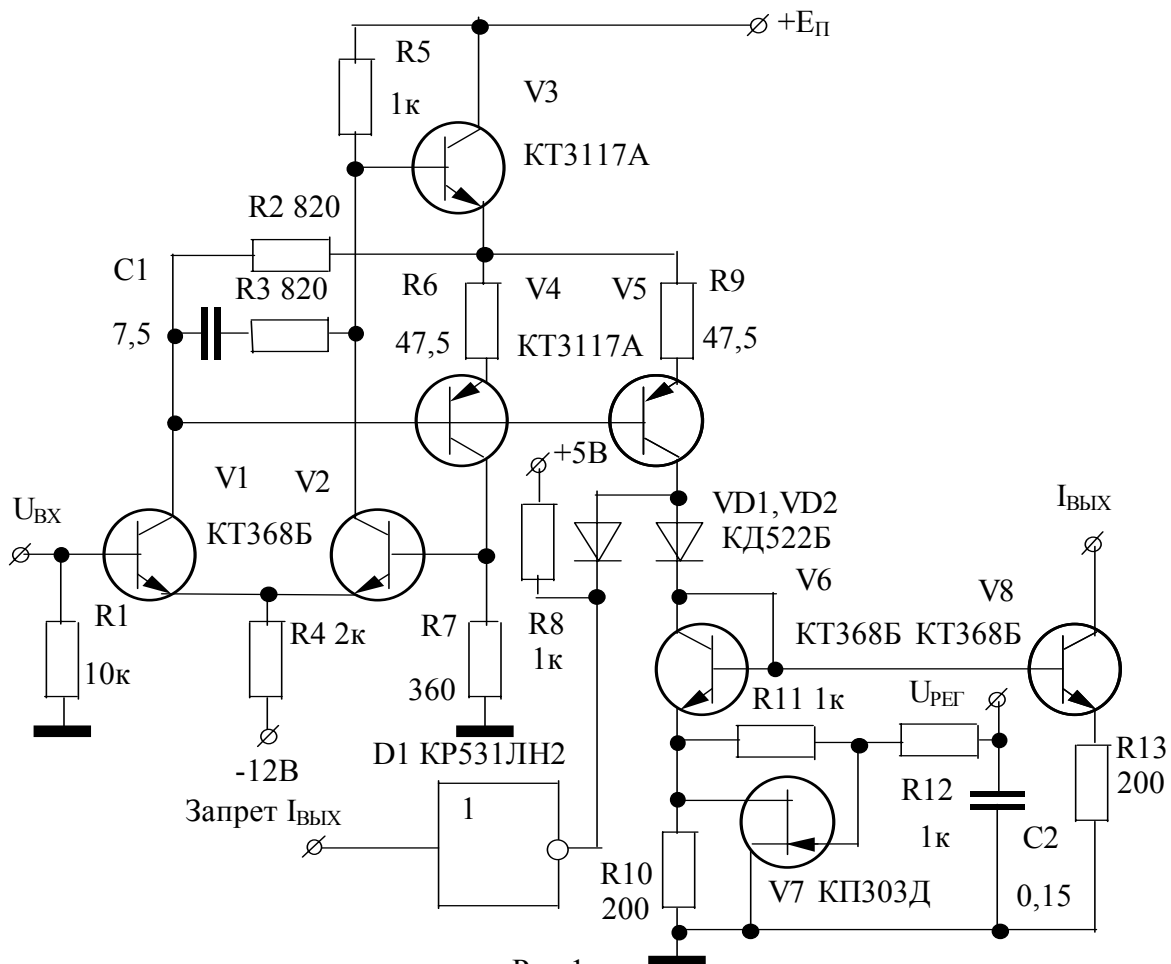 +EП
R5
1к
V3
КТ3117А
R2 820
C1
R3 820
7,5
R6
V4
V5
R9
47,5
КТ3117А
47,5
+5В
V1
V2
VD1,VD2
КД522Б
UВХ
КТ368Б
IВЫХ
V6
V8
R1
R4 2к
R7
R8
КТ368Б КТ368Б
10к
360
1к
R11 1к
UРЕГ
-12В
D1 КР531ЛН2
R13
200
Запрет IВЫХ
1
R12
1к
C2
R10
200
V7 КП303Д
0,15